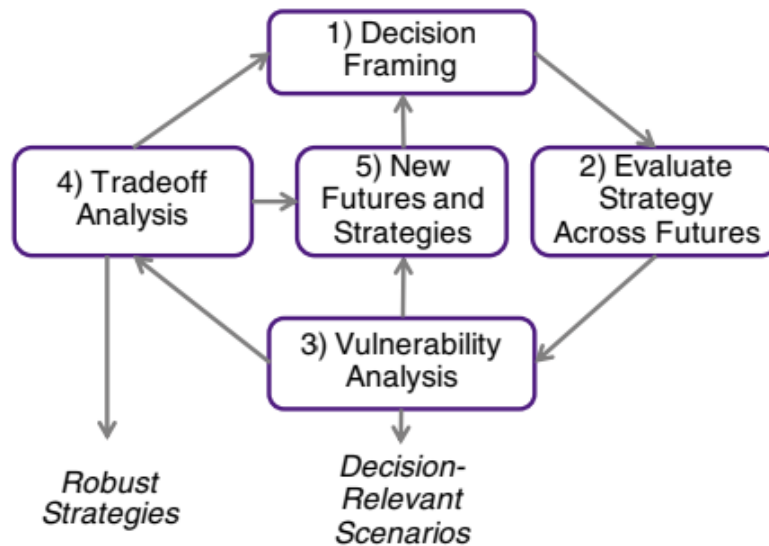 1) Decision
Framing
4) Tradeoff
Analysis
5) New
Futures and
Strategies
2) Evaluate
Strategy
Across Futures
3) Vulnerability
Analysis
Robust
Strategies
Decision-
Relevant
Scenarios